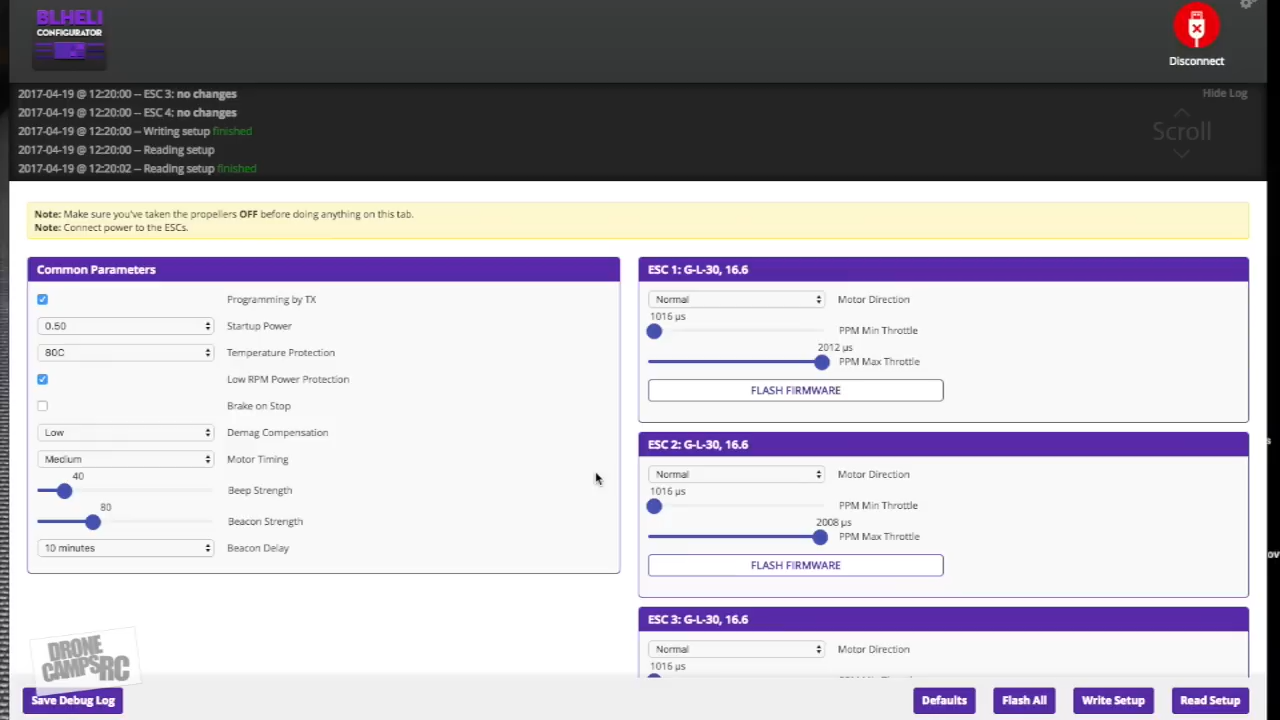 BLHELI
CONFIGURATOR
Disconnect
2017-04-19 @ 12:20:00 -- ESC 3: no changes
2017-04-19 @ 12:20:00 -- ESC 4: no changes
2017-04-19 @ 12:20:00 -- Writing setup finished
2017-04-19 @ 12:20:00 -- Reading setup
2017-04-19 @ 12:20:02 -- Reading setup finished
Hide Log
Scroll
Note: Make sure you've taken the propellers OFF before doing anything on this tab.
Note: Connect power to the ESCs.
Common Parameters
Programming by TX
0.50 Startup Power
80C Temperature Protection
Low RPM Power Protection
Brake on Stop
Low Demag Compensation
Medium Motor Timing
40
Beep Strength
80
Beacon Strength
10 minutes Beacon Delay
ESC 1: G-L-30, 16.6
Normal Motor Direction
1016 µs
PPM Min Throttle
2012 µs
PPM Max Throttle
FLASH FIRMWARE
ESC 2: G-L-30, 16.6
Normal Motor Direction
1016 µs
PPM Min Throttle
2008 µs
PPM Max Throttle
FLASH FIRMWARE
ESC 3: G-L-30, 16.6
Normal Motor Direction
1016 µs
PPM Min Throttle
DRONE
CAMPS RC
Save Debug Log
Defaults
Flash All
Write Setup
Read Setup